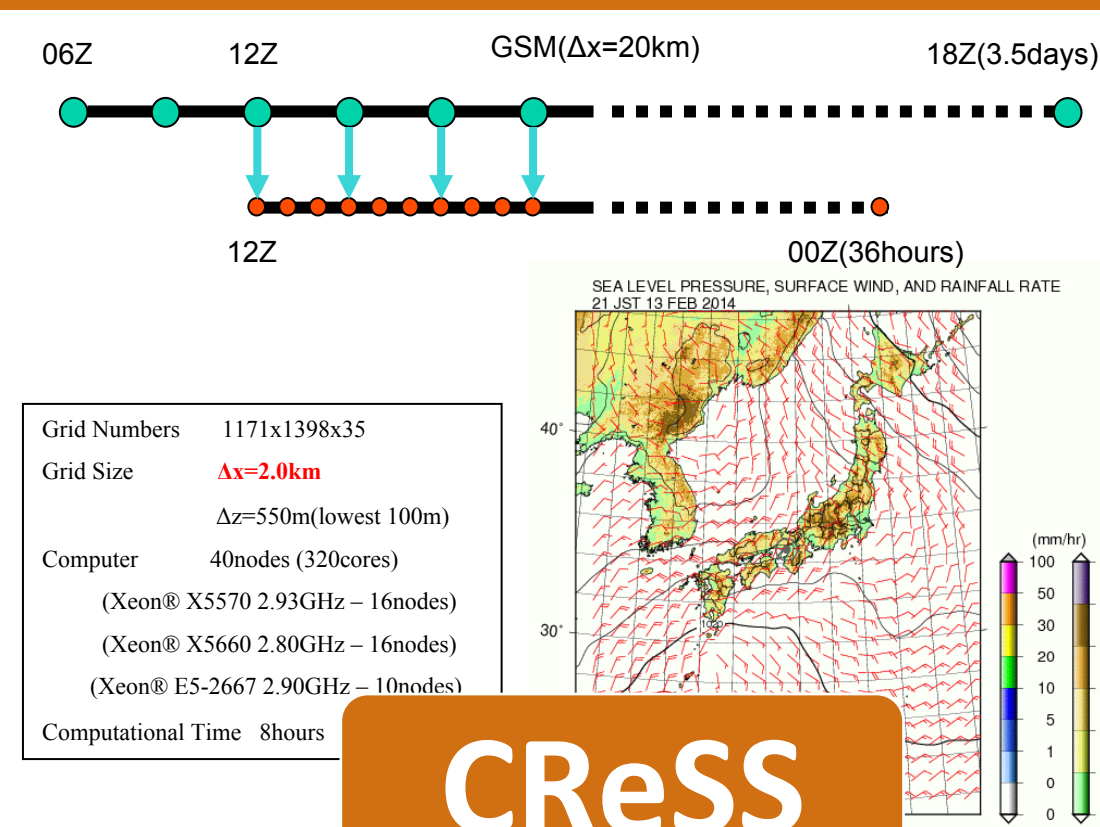 06Z 12Z GSM(Δx=20km) 18Z(3.5days)
12Z 00Z(36hours)
SEA LEVEL PRESSURE, SURFACE WIND, AND RAINFALL RATE
21 JST 13 FEB 2014
40°
30°
Grid Numbers 1171x1398x35
Grid Size Δx=2.0km
Δz=550m(lowest 100m)
Computer 40nodes (320cores)
(Xeon® X5570 2.93GHz – 16nodes)
(Xeon® X5660 2.80GHz – 16nodes)
(Xeon® E5-2667 2.90GHz – 10nodes)
Computational Time 8hours
(mm/hr)
100
50
30
20
10
5
1
0
0
CReSS